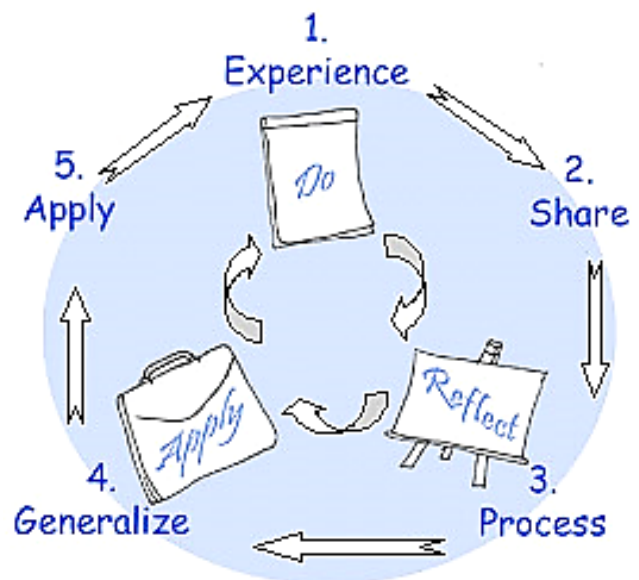 1.
Experience
Do
2.
Share
Reflect
3.
Process
Apply
4.
Generalize
5.
Apply